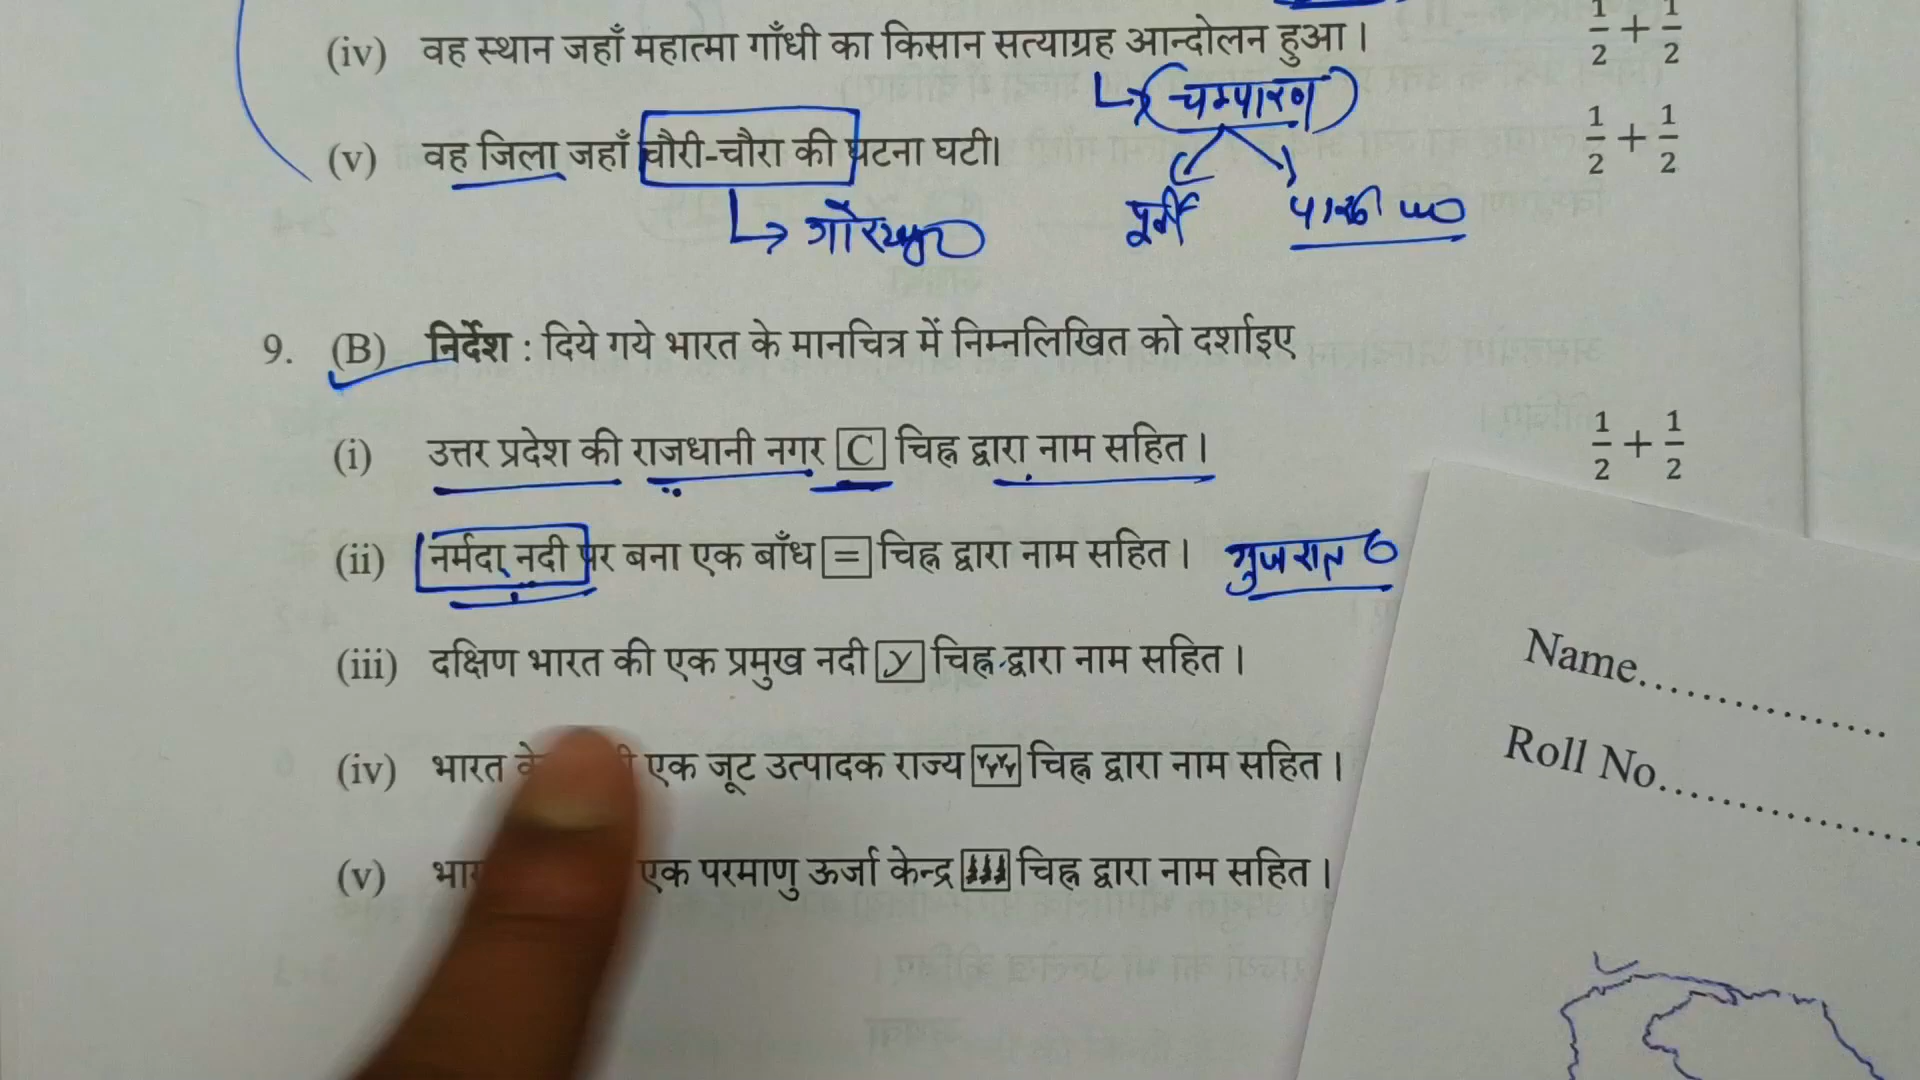 (iv) वह स्थान जहाँ महात्मा गाँधी का किसान सत्याग्रह आन्दोलन हुआ। 1/2 + 1/2
चम्पारण
(v) वह जिला जहाँ चौरी-चौरा की घटना घटी। 1/2 + 1/2
9. (B) निर्देश : दिये गये भारत के मानचित्र में निम्नलिखित को दर्शाइए
(i) उत्तर प्रदेश की राजधानी नगर C चिह्न द्वारा नाम सहित। 1/2 + 1/2
(ii) नर्मदा नदी पर बना एक बाँध = चिह्न द्वारा नाम सहित। गुजरात
(iii) दक्षिण भारत की एक प्रमुख नदी y चिह्न द्वारा नाम सहित।
(iv) भारत एक जूट उत्पादक राज्य चिह्न द्वारा नाम सहित।
(v) एक परमाणु ऊर्जा केन्द्र चिह्न द्वारा नाम सहित।
Name..................
Roll No..................